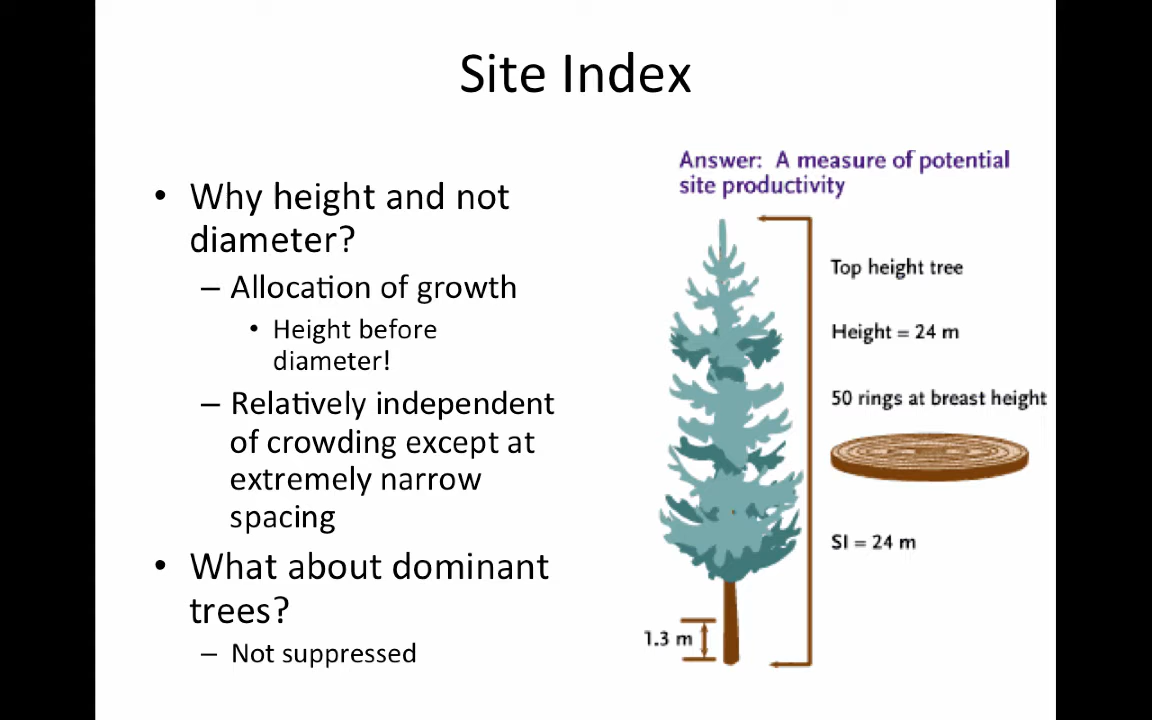 Site Index
• Why height and not
diameter?
– Allocation of growth
• Height before
diameter!
– Relatively independent
of crowding except at
extremely narrow
spacing
• What about dominant
trees?
– Not suppressed
Answer: A measure of potential
site productivity
Top height tree
Height = 24 m
50 rings at breast height
SI = 24 m
1.3 m